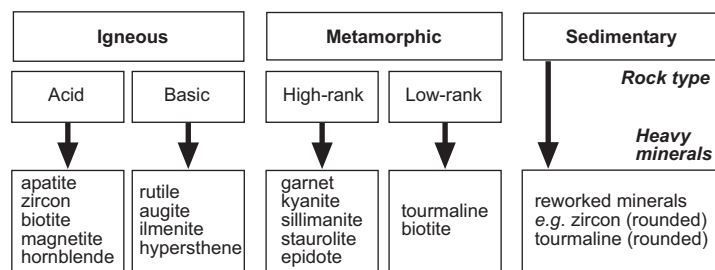 Igneous
Metamorphic
Sedimentary
Acid
Basic
High-rank
Low-rank
Rock type
Heavy
minerals
apatite
zircon
biotite
magnetite
hornblende
rutile
augite
ilmenite
hypersthene
garnet
kyanite
sillimanite
staurolite
epidote
tourmaline
biotite
reworked minerals
e.g. zircon (rounded)
tourmaline (rounded)